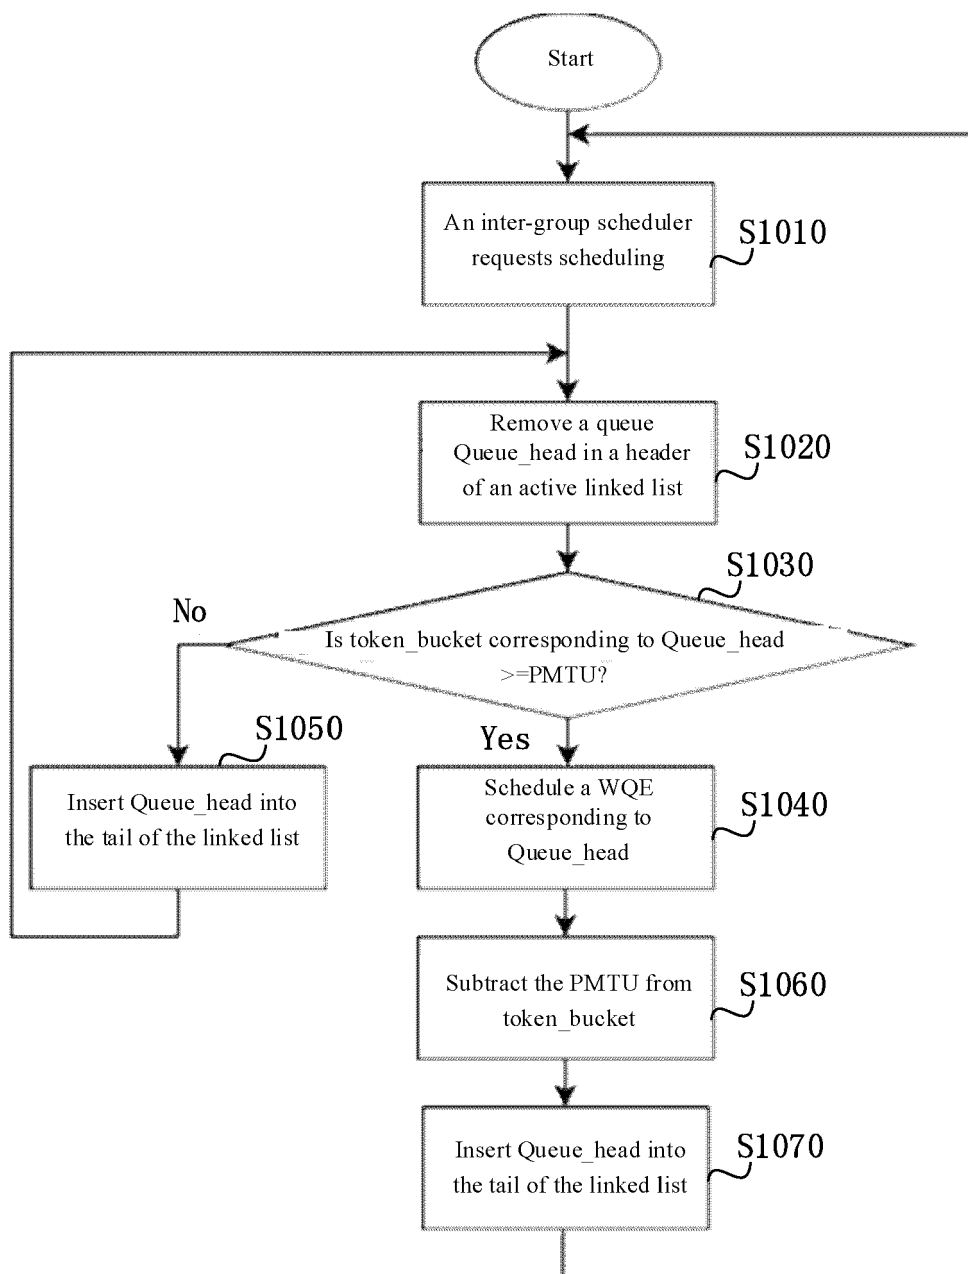 Start
An inter-group scheduler
requests scheduling
S1010
Remove a queue
Queue_head in a header
of an active linked list
S1020
S1030
No
Is token_bucket corresponding to Queue_head
>=PMTU?
Yes
S1050
Insert Queue_head into
the tail of the linked list
Schedule a WQE
corresponding to
Queue_head
S1040
Subtract the PMTU from
token_bucket
S1060
Insert Queue_head into
the tail of the linked list
S1070